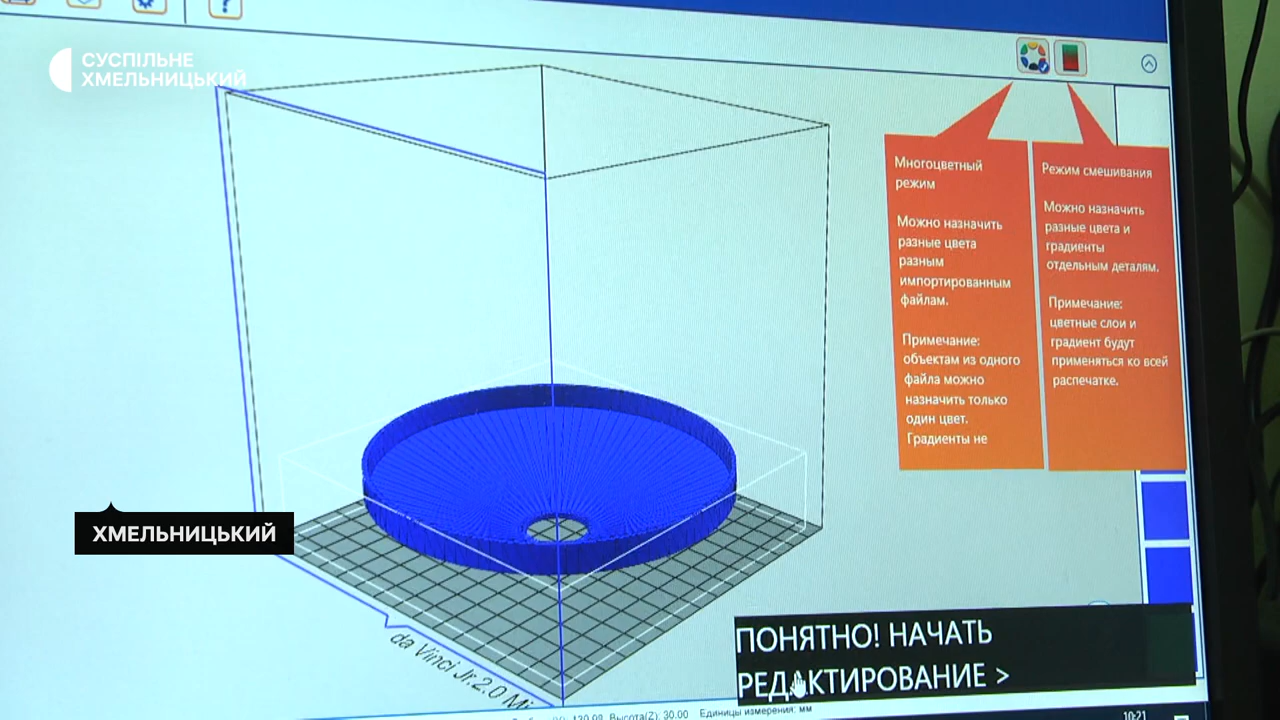 СУСПІЛЬНЕ
ХМЕЛЬНИЦЬКИЙ
Многоцветный
режим
Можно назначить
разные цвета
разным
импортированным
файлам.
Примечание:
объектам из одного
файла можно
назначить только
один цвет.
Градиенты не
Режим смешивания
Можно назначить
разные цвета и
градиенты
отдельным деталям.
Примечание:
цветные слои и
градиент будут
применяться ко всей
распечатке.
ХМЕЛЬНИЦЬКИЙ
da Vinci Jr.2.0 Mi
ПОНЯТНО! НАЧАТЬ
РЕДАКТИРОВАНИЕ >
Высота(Z), 30.00 Единицы измерения: мм
10:21